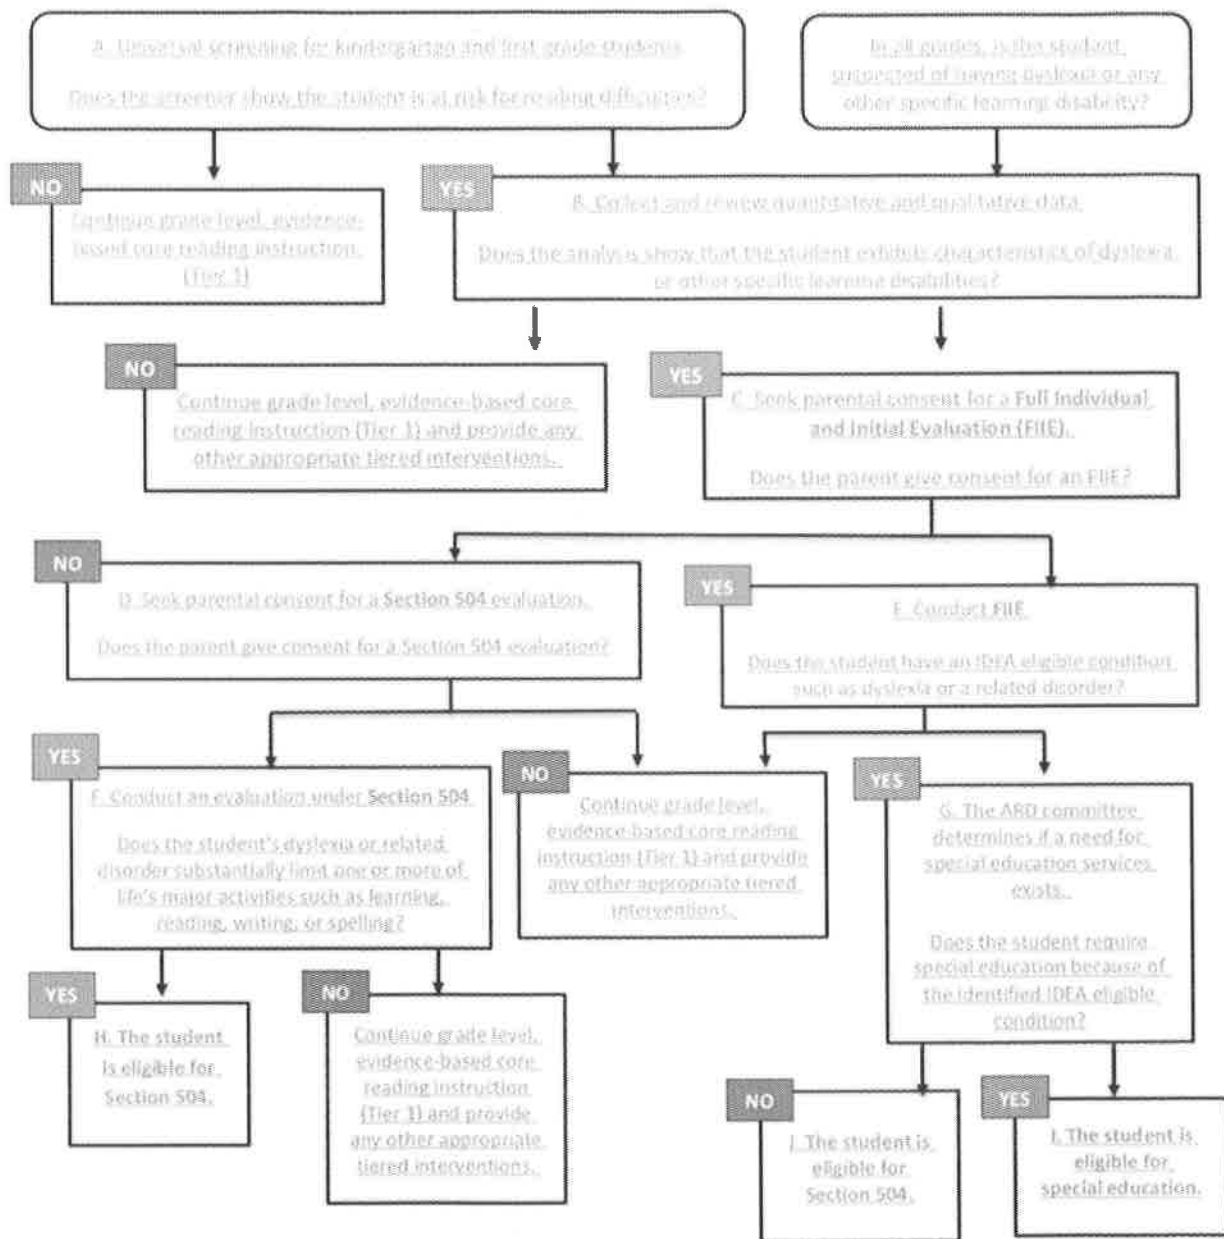 A. Universal screening for kindergarten and first grade students
Does the screener show the student is at risk for reading difficulties?
In all grades, is the student
suspected of having dyslexia or any
other specific learning disability?
NO
Continue grade level, evidence-
based core reading instruction.
(Tier 1)
YES
B. Collect and review quantitative and qualitative data
Does the analysis show that the student exhibits characteristics of dyslexia
or other specific learning disabilities?
NO
Continue grade level, evidence-based core
reading instruction (Tier 1) and provide any
other appropriate tiered interventions.
YES
C. Seek parental consent for a Full Individual
and Initial Evaluation (FIIE).
Does the parent give consent for an FIIE?
NO
D. Seek parental consent for a Section 504 evaluation.
Does the parent give consent for a Section 504 evaluation?
YES
E. Conduct FIIE
Does the student have an IDEA eligible condition
such as dyslexia or a related disorder?
YES
F. Conduct an evaluation under Section 504
Does the student's dyslexia or related
disorder substantially limit one or more of
life's major activities such as learning,
reading, writing, or spelling?
NO
Continue grade level,
evidence-based core reading
instruction (Tier 1) and provide
any other appropriate tiered
interventions.
YES
G. The ARD committee
determines if a need for
special education services
exists.
Does the student require
special education because of
the identified IDEA eligible
condition?
YES
H. The student
is eligible for
Section 504.
NO
Continue grade level,
evidence-based core
reading instruction
(Tier 1) and provide
any other appropriate
tiered interventions.
NO
J. The student is
eligible for
Section 504.
YES
I. The student is
eligible for
special education.